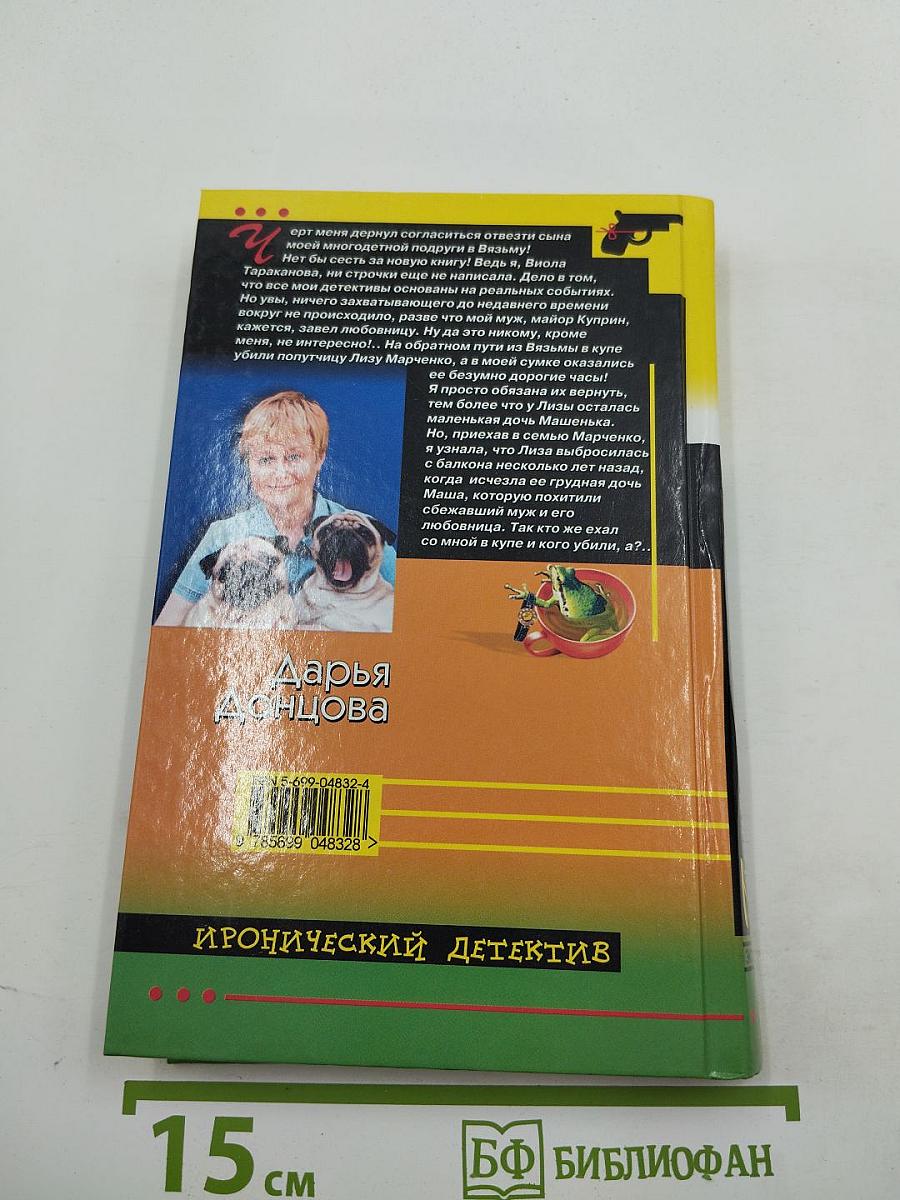 Черт меня дернул согласиться отвезти сына
моей многодетной подруги в Вязьму!
Нет бы сесть за новую книгу! Ведь я, Виола
Тараканова, ни строчки еще не написала. Дело в том,
что все мои детективы основаны на реальных событиях.
Но увы, ничего захватывающего до недавнего времени
вокруг не происходило, разве что мой муж, майор Куприн,
кажется, завел любовницу. Ну да это никому, кроме
меня, не интересно!.. На обратном пути из Вязьмы в купе
убили попутчицу Лизу Марченко, а в моей сумке оказались
ее безумно дорогие часы!
Я просто обязана их вернуть,
тем более что у Лизы осталась
маленькая дочь Машенька.
Но, приехав в семью Марченко,
я узнала, что Лиза выбросилась
с балкона несколько лет назад,
когда исчезла ее грудная дочь
Маша, которую похитили
сбежавший муж и его
любовница. Так кто же ехал
со мной в купе и кого убили, а?..
Дарья
Донцова
ISBN 5-699-04832-4
9 785699 048328 >
ИРОНИЧЕСКИЙ ДЕТЕКТИВ
15 см
БФ БИБЛИОФАН